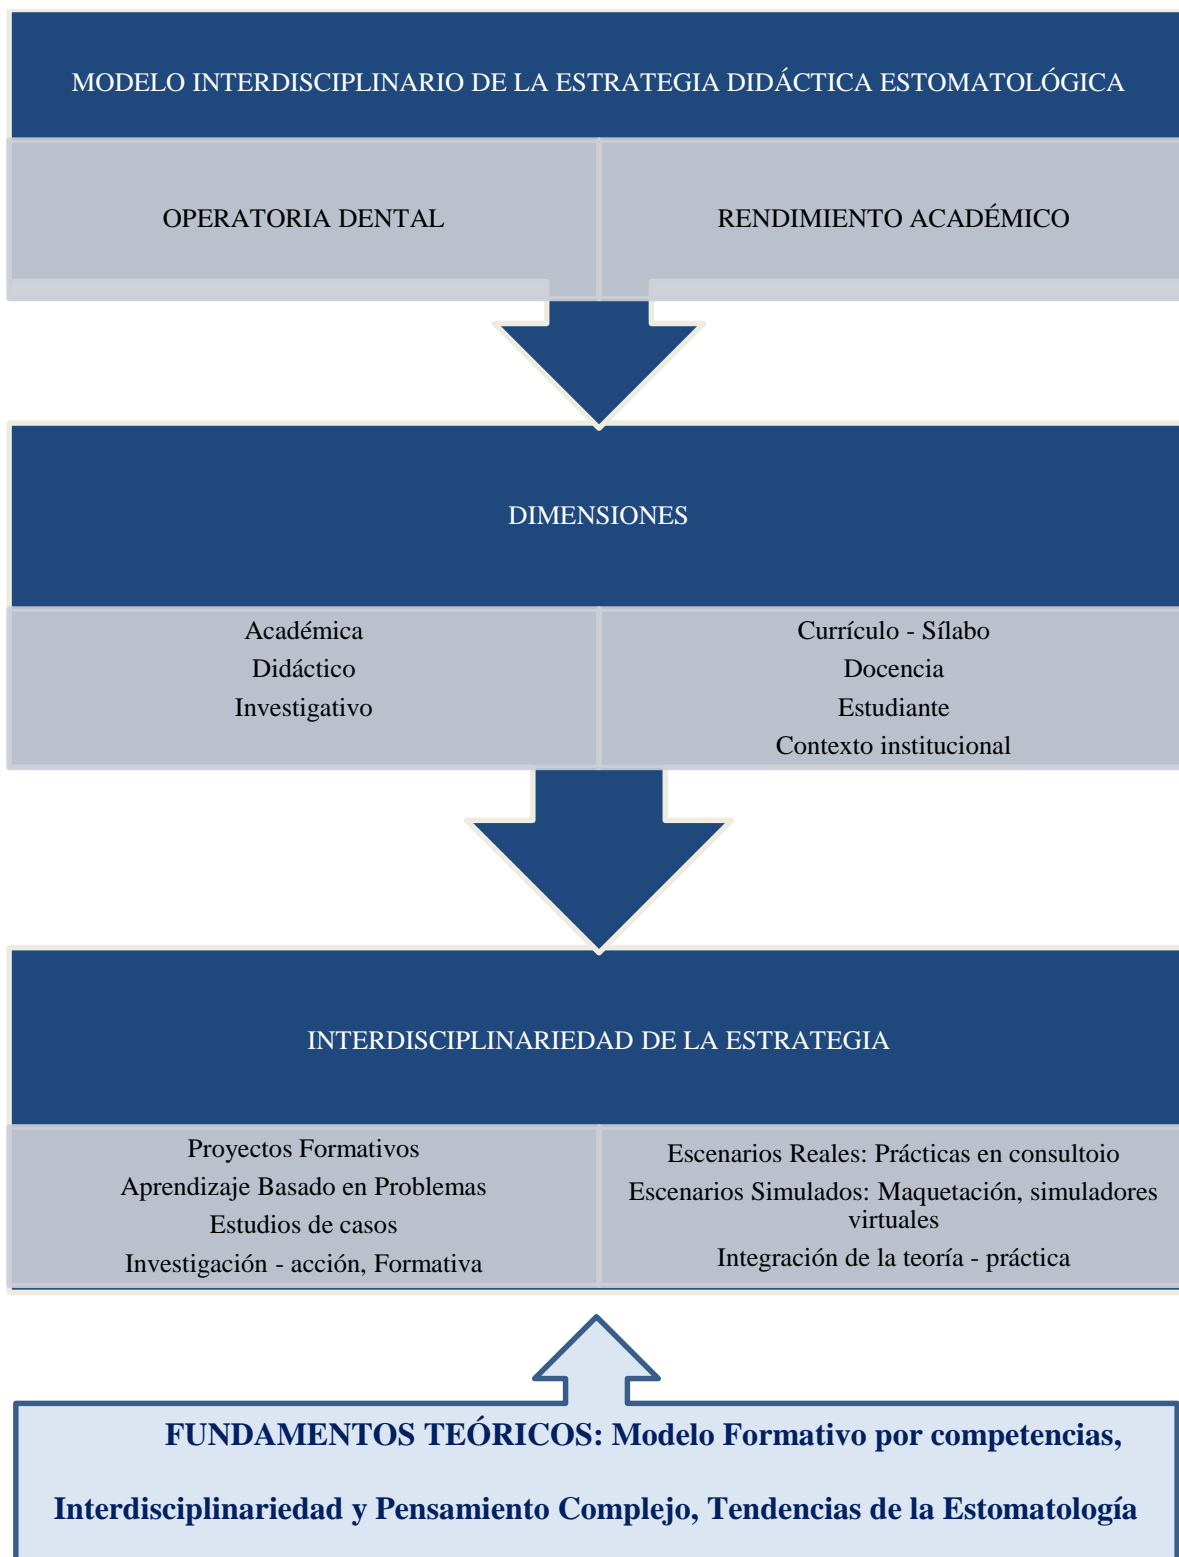 MODELO INTERDISCIPLINARIO DE LA ESTRATEGIA DIDÁCTICA ESTOMATOLÓGICA
OPERATORIA DENTAL
RENDIMIENTO ACADÉMICO
DIMENSIONES
Académica
Didáctico
Investigativo
Currículo - Sílabo
Docencia
Estudiante
Contexto institucional
INTERDISCIPLINARIEDAD DE LA ESTRATEGIA
Proyectos Formativos
Aprendizaje Basado en Problemas
Estudios de casos
Investigación - acción, Formativa
Escenarios Reales: Prácticas en consultoio
Escenarios Simulados: Maquetación, simuladores
virtuales
Integración de la teoría - práctica
FUNDAMENTOS TEÓRICOS: Modelo Formativo por competencias,
Interdisciplinariedad y Pensamiento Complejo, Tendencias de la Estomatología